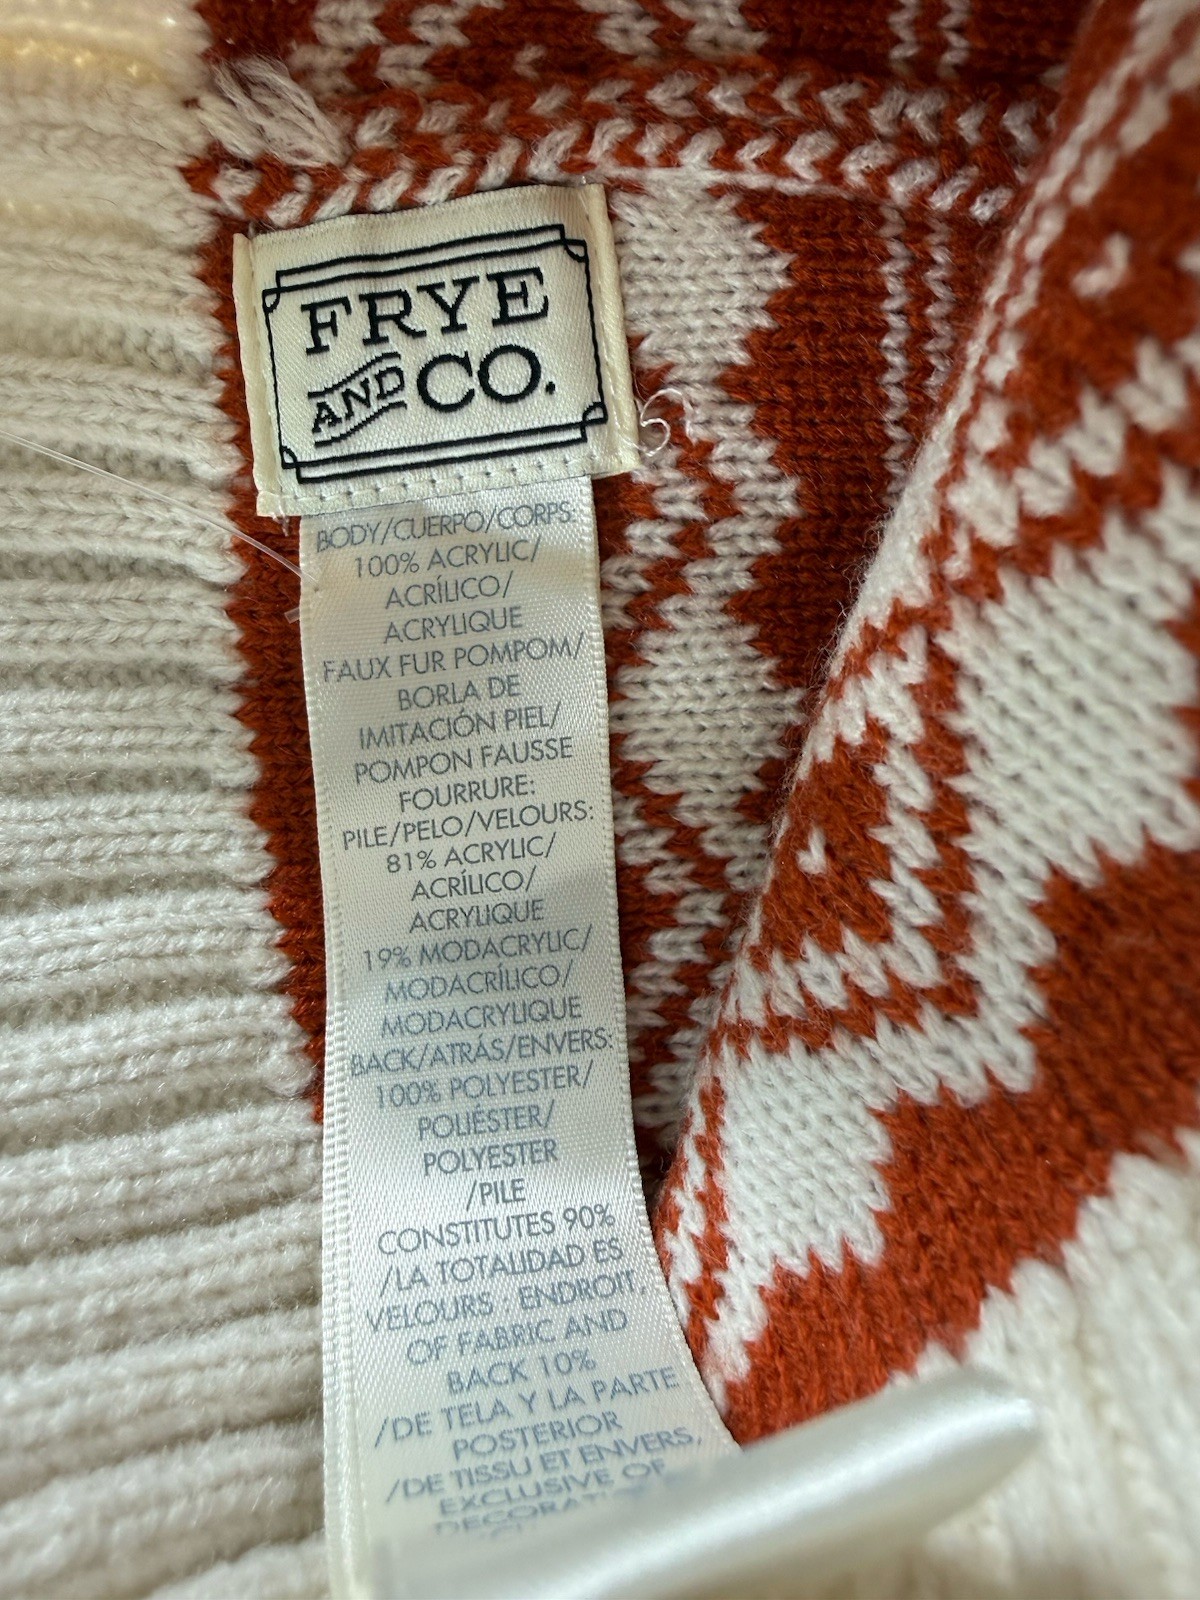 FRYE
AND CO.
BODY/CUERPO/CORPS:
100% ACRYLIC/
ACRÍLICO/
ACRYLIQUE
FAUX FUR POMPOM/
BORLA DE
IMITACIÓN PIEL/
POMPON FAUSSE
FOURRURE:
PILE/PELO/VELOURS:
81% ACRYLIC/
ACRÍLICO/
ACRYLIQUE
19% MODACRYLIC/
MODACRÍLICO/
MODACRYLIQUE
BACK/ATRÁS/ENVERS:
100% POLYESTER/
POLIÉSTER/
POLYESTER
/PILE
CONSTITUTES 90%
/LA TOTALIDAD ES
VELOURS : ENDROIT,
OF FABRIC AND
BACK 10%
/DE TELA Y LA PARTE
POSTERIOR
/DE TISSU ET ENVERS,
EXCLUSIVE OF